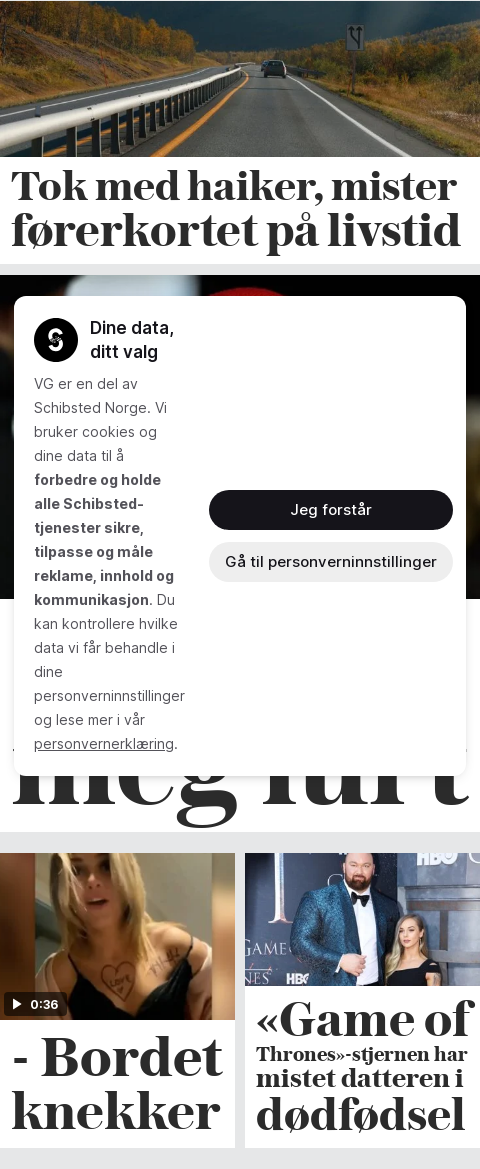 Tok med haiker, mister
førerkortet på livstid
Dine data,
ditt valg
VG er en del av
Schibsted Norge. Vi
bruker cookies og
dine data til å
forbedre og holde
alle Schibsted-
tjenester sikre,
tilpasse og måle
reklame, innhold og
kommunikasjon. Du
kan kontrollere hvilke
data vi får behandle i
dine
personverninnstillinger
og lese mer i vår
personvernerklæring.
Jeg forstår
Gå til personverninnstillinger
meg lurt
0:36
- Bordet
knekker
HBO
GAME OF
THRONES
HBO
«Game of
Thrones»-stjernen har
mistet datteren i
dødfødsel